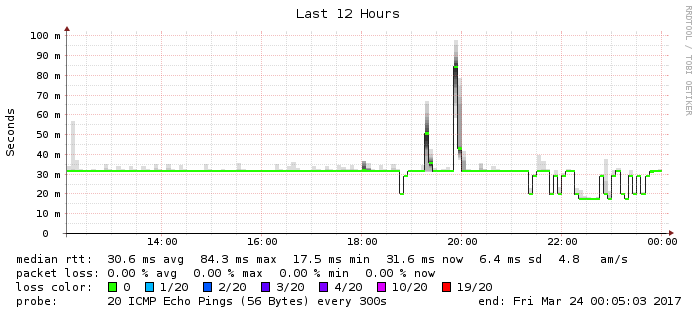 Last 12 Hours
RRDTOOL / TOBI OETIKER
Seconds
100 m
90 m
80 m
70 m
60 m
50 m
40 m
30 m
20 m
10 m
0
14:00 16:00 18:00 20:00 22:00 00:00
median rtt: 30.6 ms avg 84.3 ms max 17.5 ms min 31.6 ms now 6.4 ms sd 4.8 am/s
packet loss: 0.00 % avg 0.00 % max 0.00 % min 0.00 % now
loss color: 0 1/20 2/20 3/20 4/20 10/20 19/20
probe: 20 ICMP Echo Pings (56 Bytes) every 300s end: Fri Mar 24 00:05:03 2017